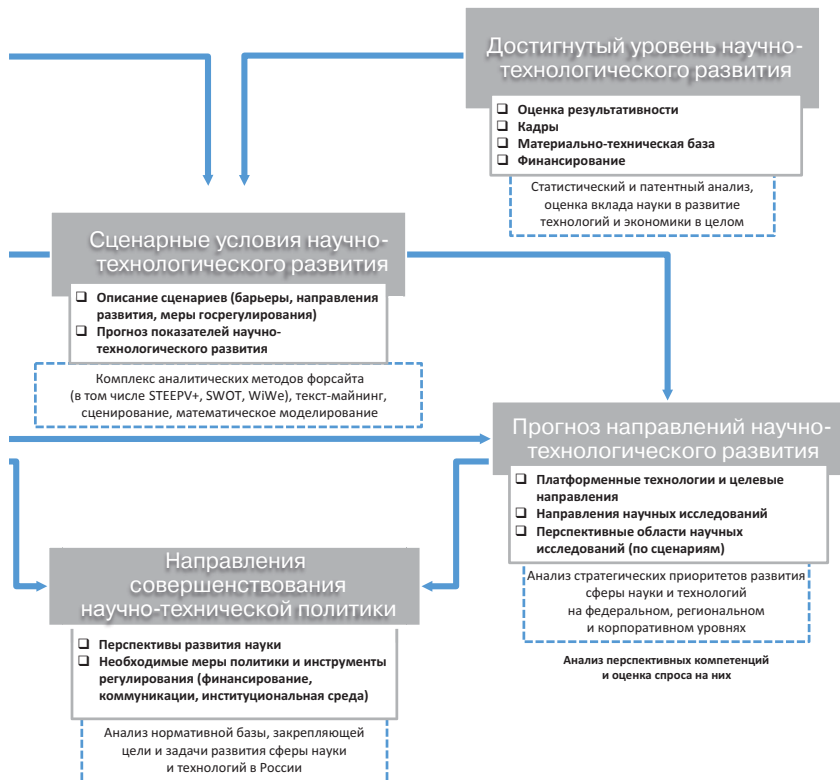 Достигнутый уровень научно-
технологического развития
❑ Оценка результативности
❑ Кадры
❑ Материально-техническая база
❑ Финансирование
Статистический и патентный анализ,
оценка вклада науки в развитие
технологий и экономики в целом
Сценарные условия научно-
технологического развития
❑ Описание сценариев (барьеры, направления
развития, меры госрегулирования)
❑ Прогноз показателей научно-
технологического развития
Комплекс аналитических методов форсайта
(в том числе STEEPV+, SWOT, WiWe), текст-майнинг,
сценирование, математическое моделирование
Прогноз направлений научно-
технологического развития
❑ Платформенные технологии и целевые
направления
❑ Направления научных исследований
❑ Перспективные области научных
исследований (по сценариям)
Анализ стратегических приоритетов развития
сферы науки и технологий
на федеральном, региональном
и корпоративном уровнях
Анализ перспективных компетенций
и оценка спроса на них
Направления
совершенствования
научно-технической политики
❑ Перспективы развития науки
❑ Необходимые меры политики и инструменты
регулирования (финансирование,
коммуникации, институциональная среда)
Анализ нормативной базы, закрепляющей
цели и задачи развития сферы науки
и технологий в России